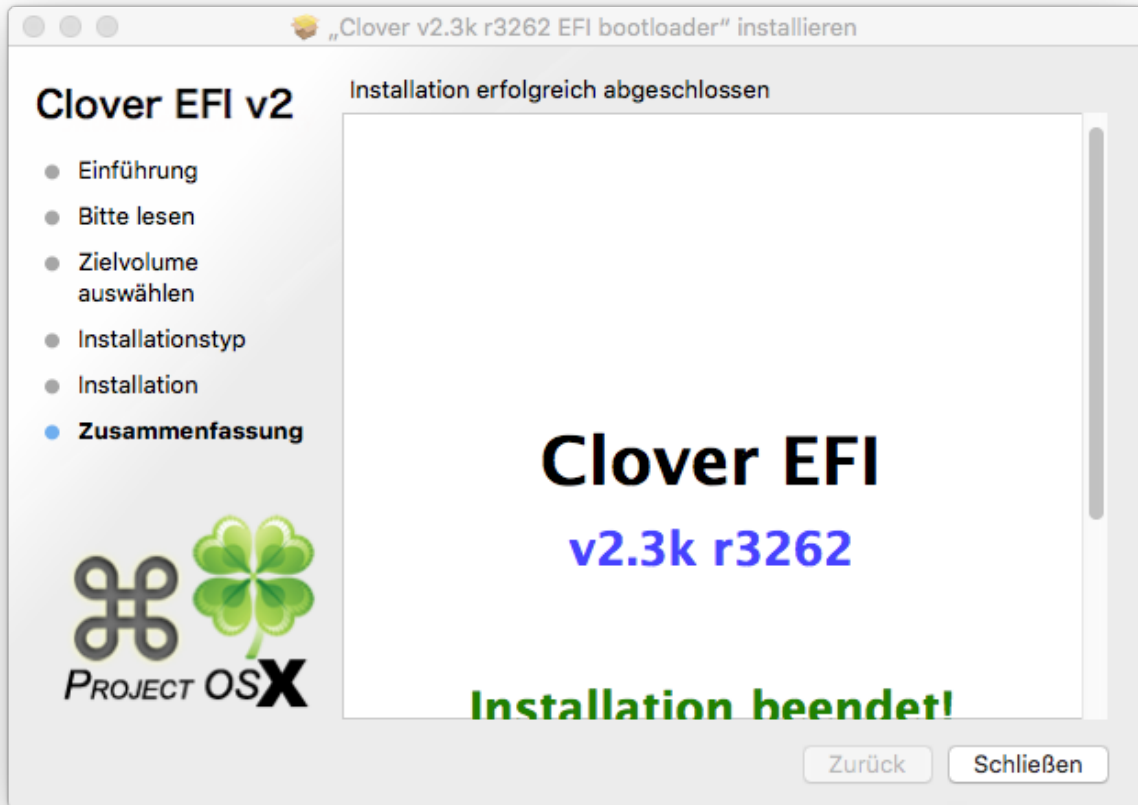 „Clover v2.3k r3262 EFI bootloader“ installieren
Clover EFI v2
Einführung
Bitte lesen
Zielvolume
auswählen
Installationstyp
Installation
Zusammenfassung
PROJECT OSX
Installation erfolgreich abgeschlossen
Clover EFI
v2.3k r3262
Installation beendet!
Zurück
Schließen